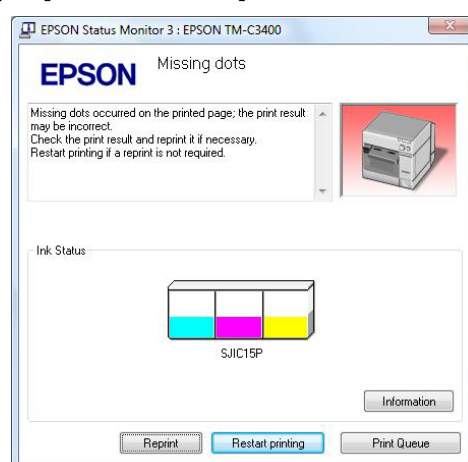 EPSON Status Monitor 3 : EPSON TM-C3400
EPSON
Missing dots
Missing dots occurred on the printed page; the print result
may be incorrect.
Check the print result and reprint it if necessary.
Restart printing if a reprint is not required.
Ink Status
SJIC15P
Information
Reprint
Restart printing
Print Queue